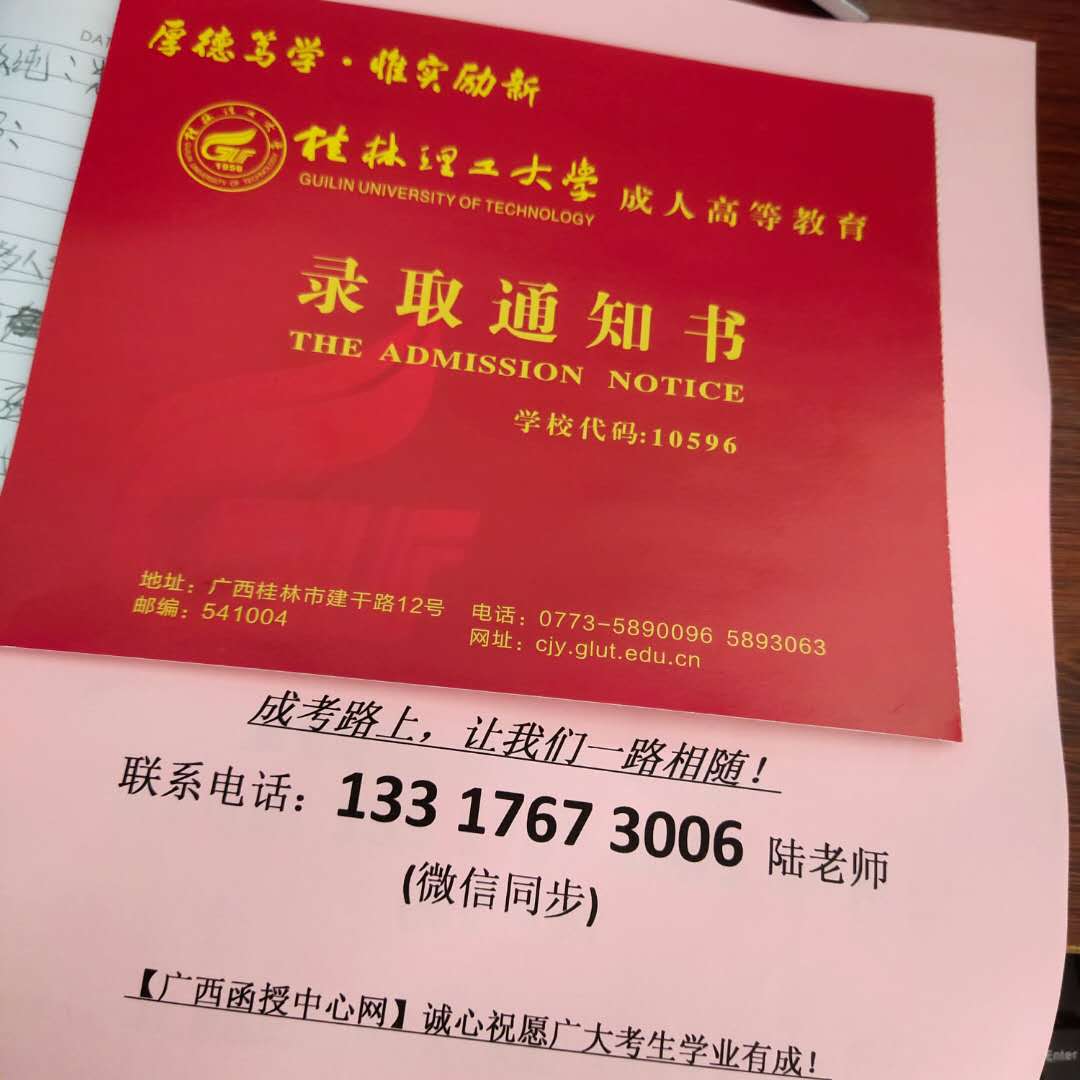 厚德笃学·惟实励新
桂林理工大学 成人高等教育
GUILIN UNIVERSITY OF TECHNOLOGY
1956
录取通知书
THE ADMISSION NOTICE
学校代码:10596
地址：广西桂林市建干路12号 电话：0773-5890096 5893063
邮编：541004 网址：cjy.glut.edu.cn
成考路上，让我们一路相随！
联系电话：133 1767 3006 陆老师
(微信同步)
【广西函授中心网】诚心祝愿广大考生学业有成！
Enter